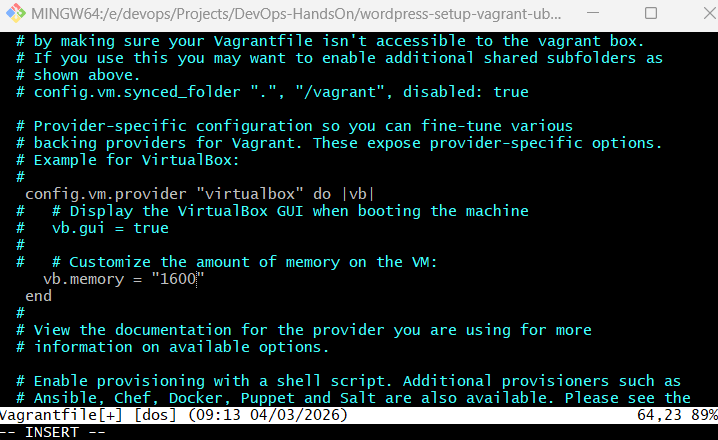 MINGW64:/e/devops/Projects/DevOps-HandsOn/wordpress-setup-vagrant-ub...
# by making sure your Vagrantfile isn't accessible to the vagrant box.
# If you use this you may want to enable additional shared subfolders as
# shown above.
# config.vm.synced_folder ".", "/vagrant", disabled: true
# Provider-specific configuration so you can fine-tune various
# backing providers for Vagrant. These expose provider-specific options.
# Example for VirtualBox:
#
config.vm.provider "virtualbox" do |vb|
#   # Display the VirtualBox GUI when booting the machine
#   vb.gui = true
#
#   # Customize the amount of memory on the VM:
vb.memory = "1600"
end
#
# View the documentation for the provider you are using for more
# information on available options.
# Enable provisioning with a shell script. Additional provisioners such as
# Ansible, Chef, Docker, Puppet and Salt are also available. Please see the
Vagrantfile[+] [dos] (09:13 04/03/2026) 64,23 89%
-- INSERT --